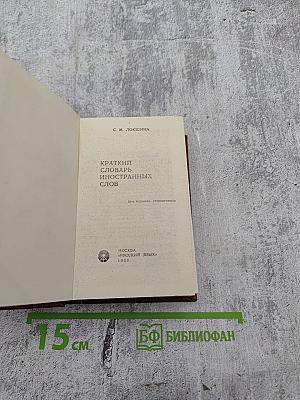 С. М. ЛОКШИНА
КРАТКИЙ
СЛОВАРЬ
ИНОСТРАННЫХ
СЛОВ
МОСКВА
«РУССКИЙ ЯЗЫК»
15 см
БФ БИБЛИОФАН